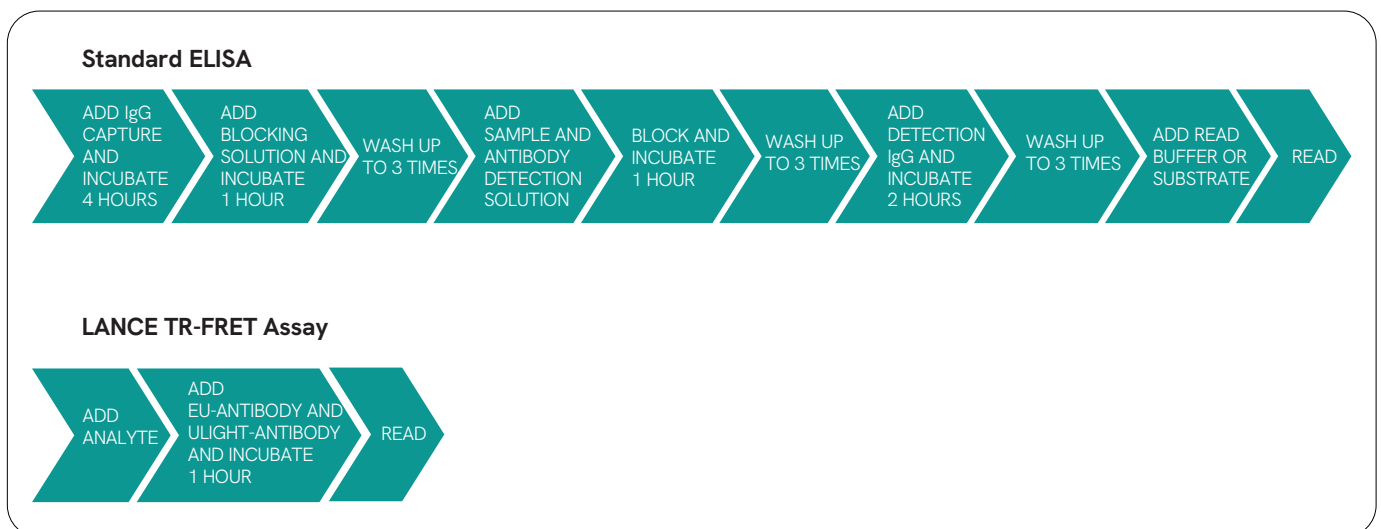 Standard ELISA
ADD IgG
CAPTURE
AND
INCUBATE
4 HOURS
ADD
BLOCKING
SOLUTION AND
INCUBATE
1 HOUR
WASH UP
TO 3 TIMES
ADD
SAMPLE AND
ANTIBODY
DETECTION
SOLUTION
BLOCK AND
INCUBATE
1 HOUR
WASH UP
TO 3 TIMES
ADD
DETECTION
IgG AND
INCUBATE
2 HOURS
WASH UP
TO 3 TIMES
ADD READ
BUFFER OR
SUBSTRATE
READ
LANCE TR-FRET Assay
ADD
ANALYTE
ADD
EU-ANTIBODY AND
ULIGHT-ANTIBODY
AND INCUBATE
1 HOUR
READ